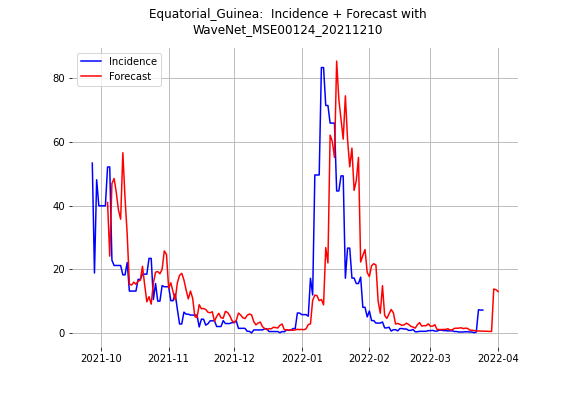 Equatorial_Guinea:  Incidence + Forecast with
WaveNet_MSE00124_20211210
Incidence
Forecast
80
60
40
20
0
2021-10 2021-11 2021-12 2022-01 2022-02 2022-03 2022-04